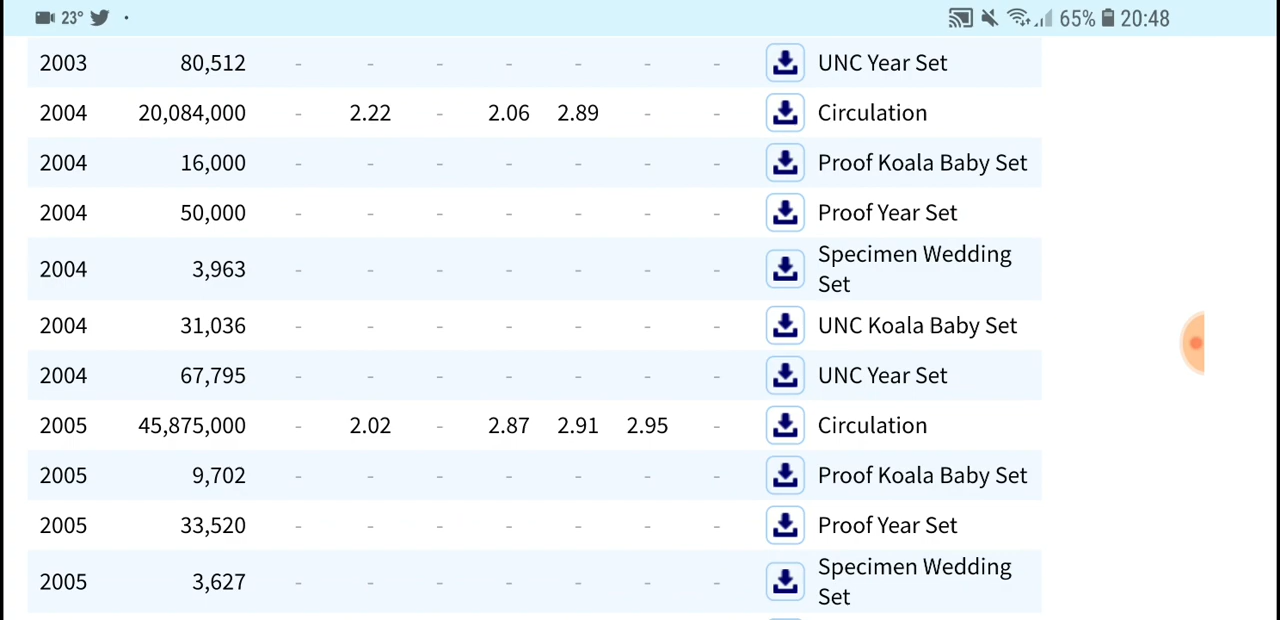 23° · 65% 20:48
2003 80,512 - - - - - - - UNC Year Set
2004 20,084,000 - 2.22 - 2.06 2.89 - - Circulation
2004 16,000 - - - - - - - Proof Koala Baby Set
2004 50,000 - - - - - - - Proof Year Set
2004 3,963 - - - - - - - Specimen Wedding
Set
2004 31,036 - - - - - - - UNC Koala Baby Set
2004 67,795 - - - - - - - UNC Year Set
2005 45,875,000 - 2.02 - 2.87 2.91 2.95 - Circulation
2005 9,702 - - - - - - - Proof Koala Baby Set
2005 33,520 - - - - - - - Proof Year Set
2005 3,627 - - - - - - - Specimen Wedding
Set